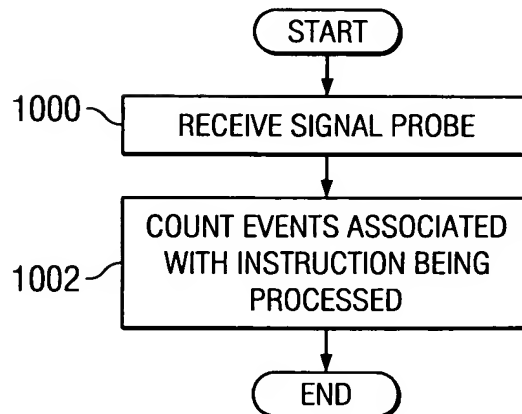 START
1000
RECEIVE SIGNAL PROBE
1002
COUNT EVENTS ASSOCIATED
WITH INSTRUCTION BEING
PROCESSED
END